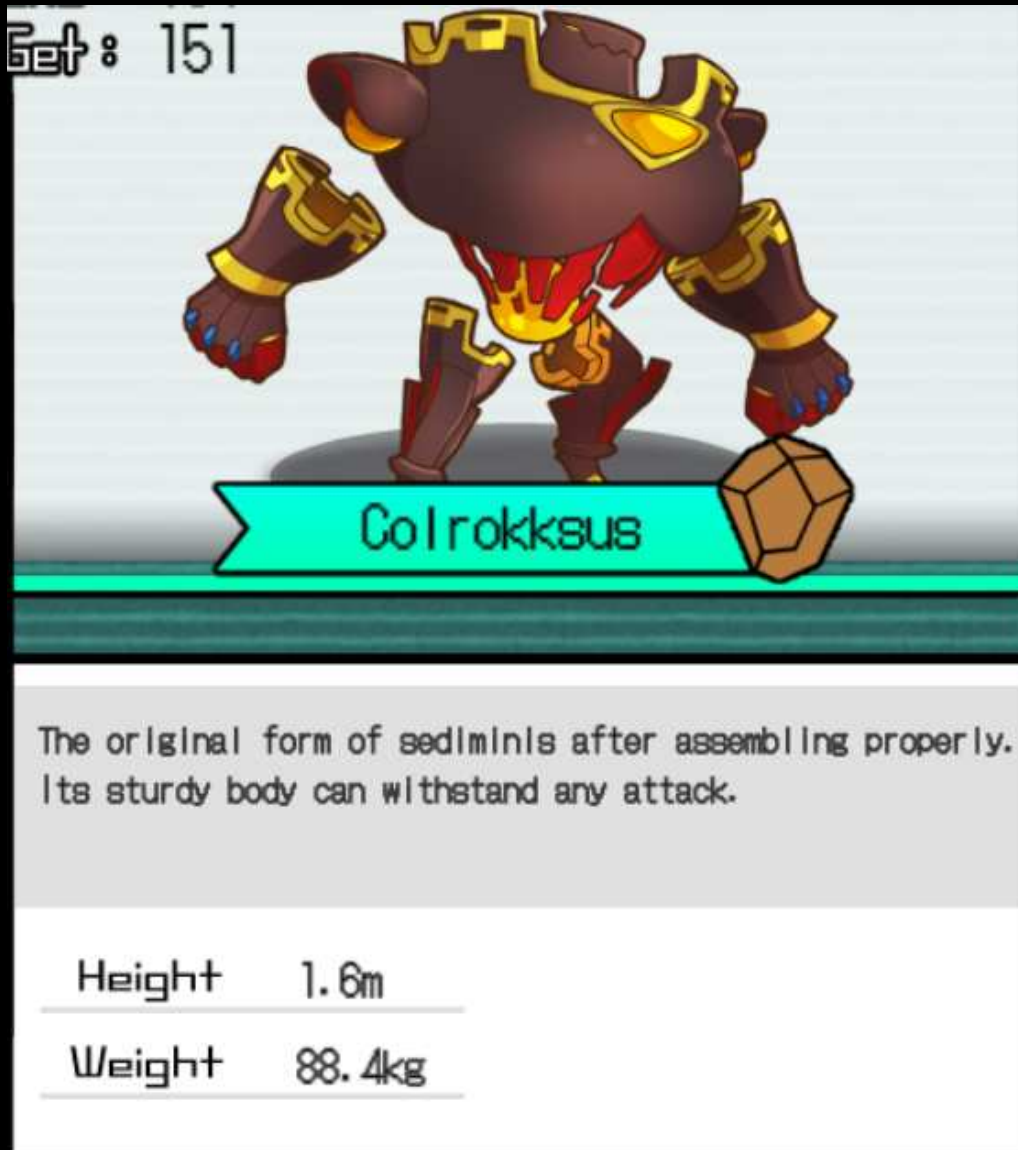 Get: 151
Colrokksus
The original form of sediminis after assembling properly.
Its sturdy body can withstand any attack.
Height 1.6m
Weight 88.4kg